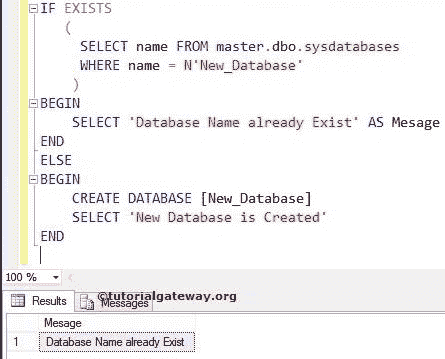 IF EXISTS
(
SELECT name FROM master.dbo.sysdatabases
WHERE name = N'New_Database'
)
BEGIN
SELECT 'Database Name already Exist' AS Mesage
END
ELSE
BEGIN
CREATE DATABASE [New_Database]
SELECT 'New Database is Created'
END
100 %
©tutorialgateway.org
Results Messages
Mesage
1 Database Name already Exist